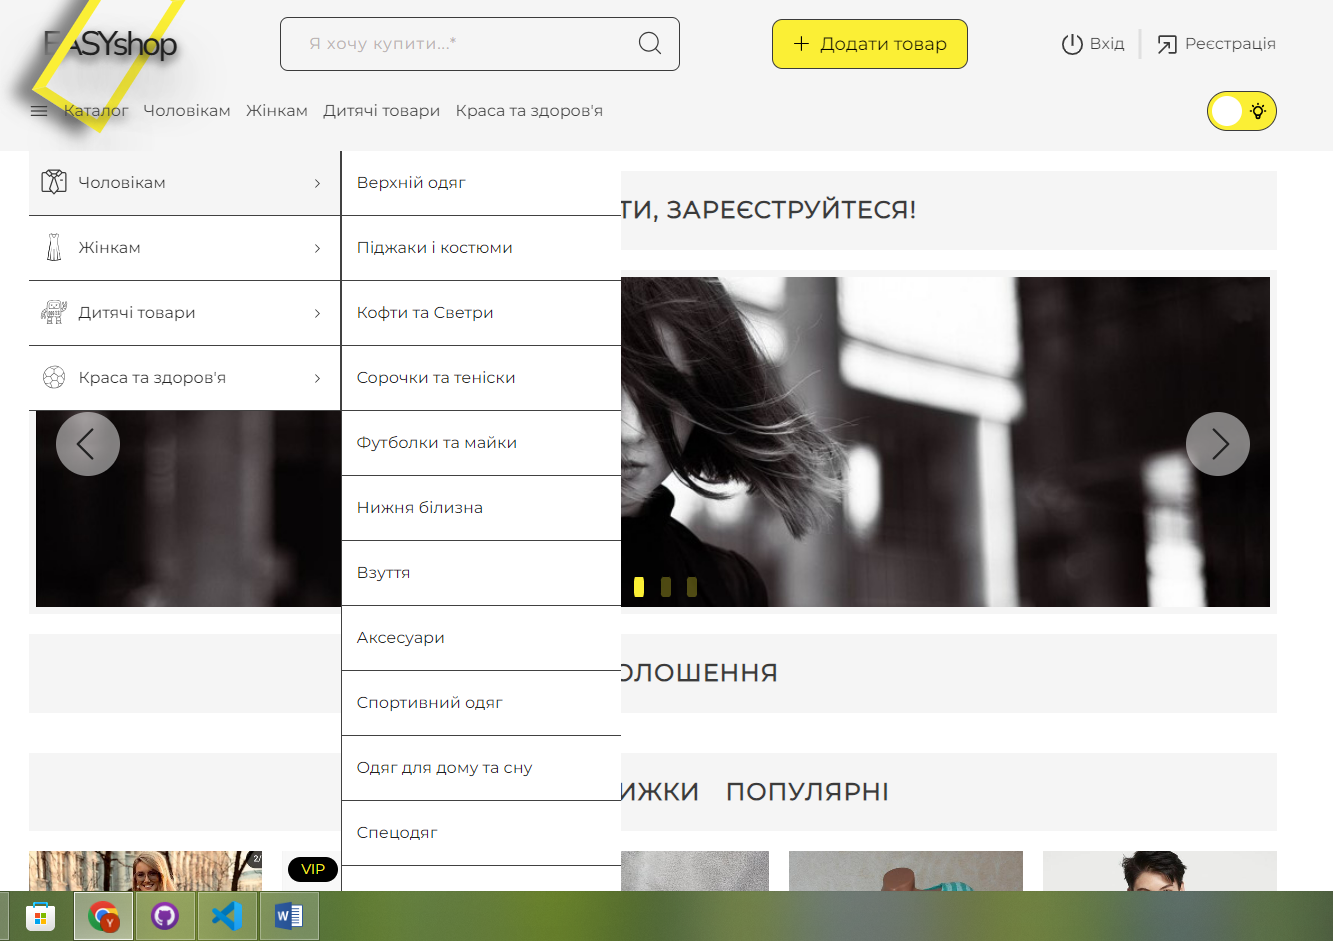 EASYshop
Я хочу купити...*
Додати товар
Вхід
Реєстрація
Каталог Чоловікам Жінкам Дитячі товари Краса та здоров'я
Чоловікам
Жінкам
Дитячі товари
Краса та здоров'я
Верхній одяг
Піджаки і костюми
Кофти та Светри
Сорочки та теніски
Футболки та майки
Нижня білизна
Взуття
Аксесуари
Спортивний одяг
Одяг для дому та сну
Спецодяг
ТИ, ЗАРЕЄСТРУЙТЕСЯ!
ОЛОШЕННЯ
ИЖКИ ПОПУЛЯРНІ
2/
VIP
Y
W